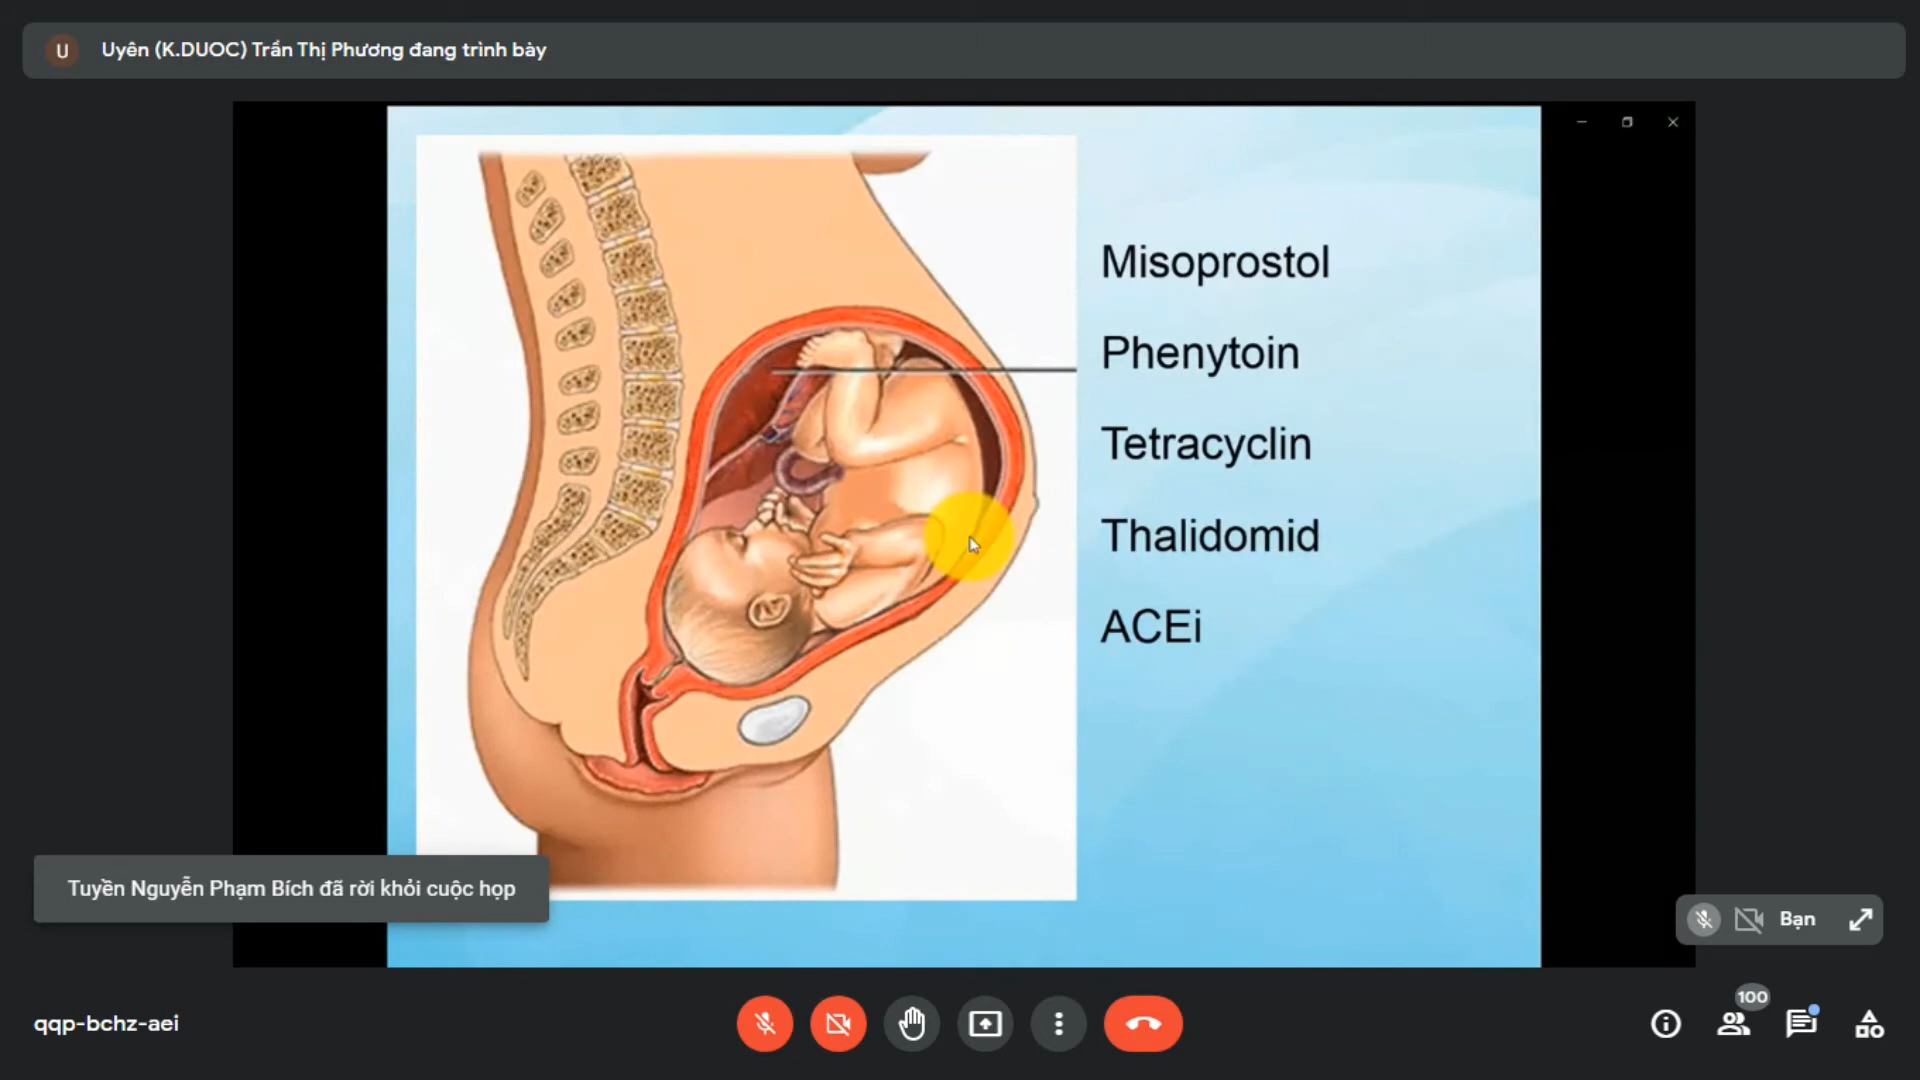 U
Uyên (K.DUOC) Trần Thị Phương đang trình bày
Misoprostol
Phenytoin
Tetracyclin
Thalidomid
ACEi
Tuyền Nguyễn Phạm Bích đã rời khỏi cuộc họp
Bạn
qqp-bchz-aei
100